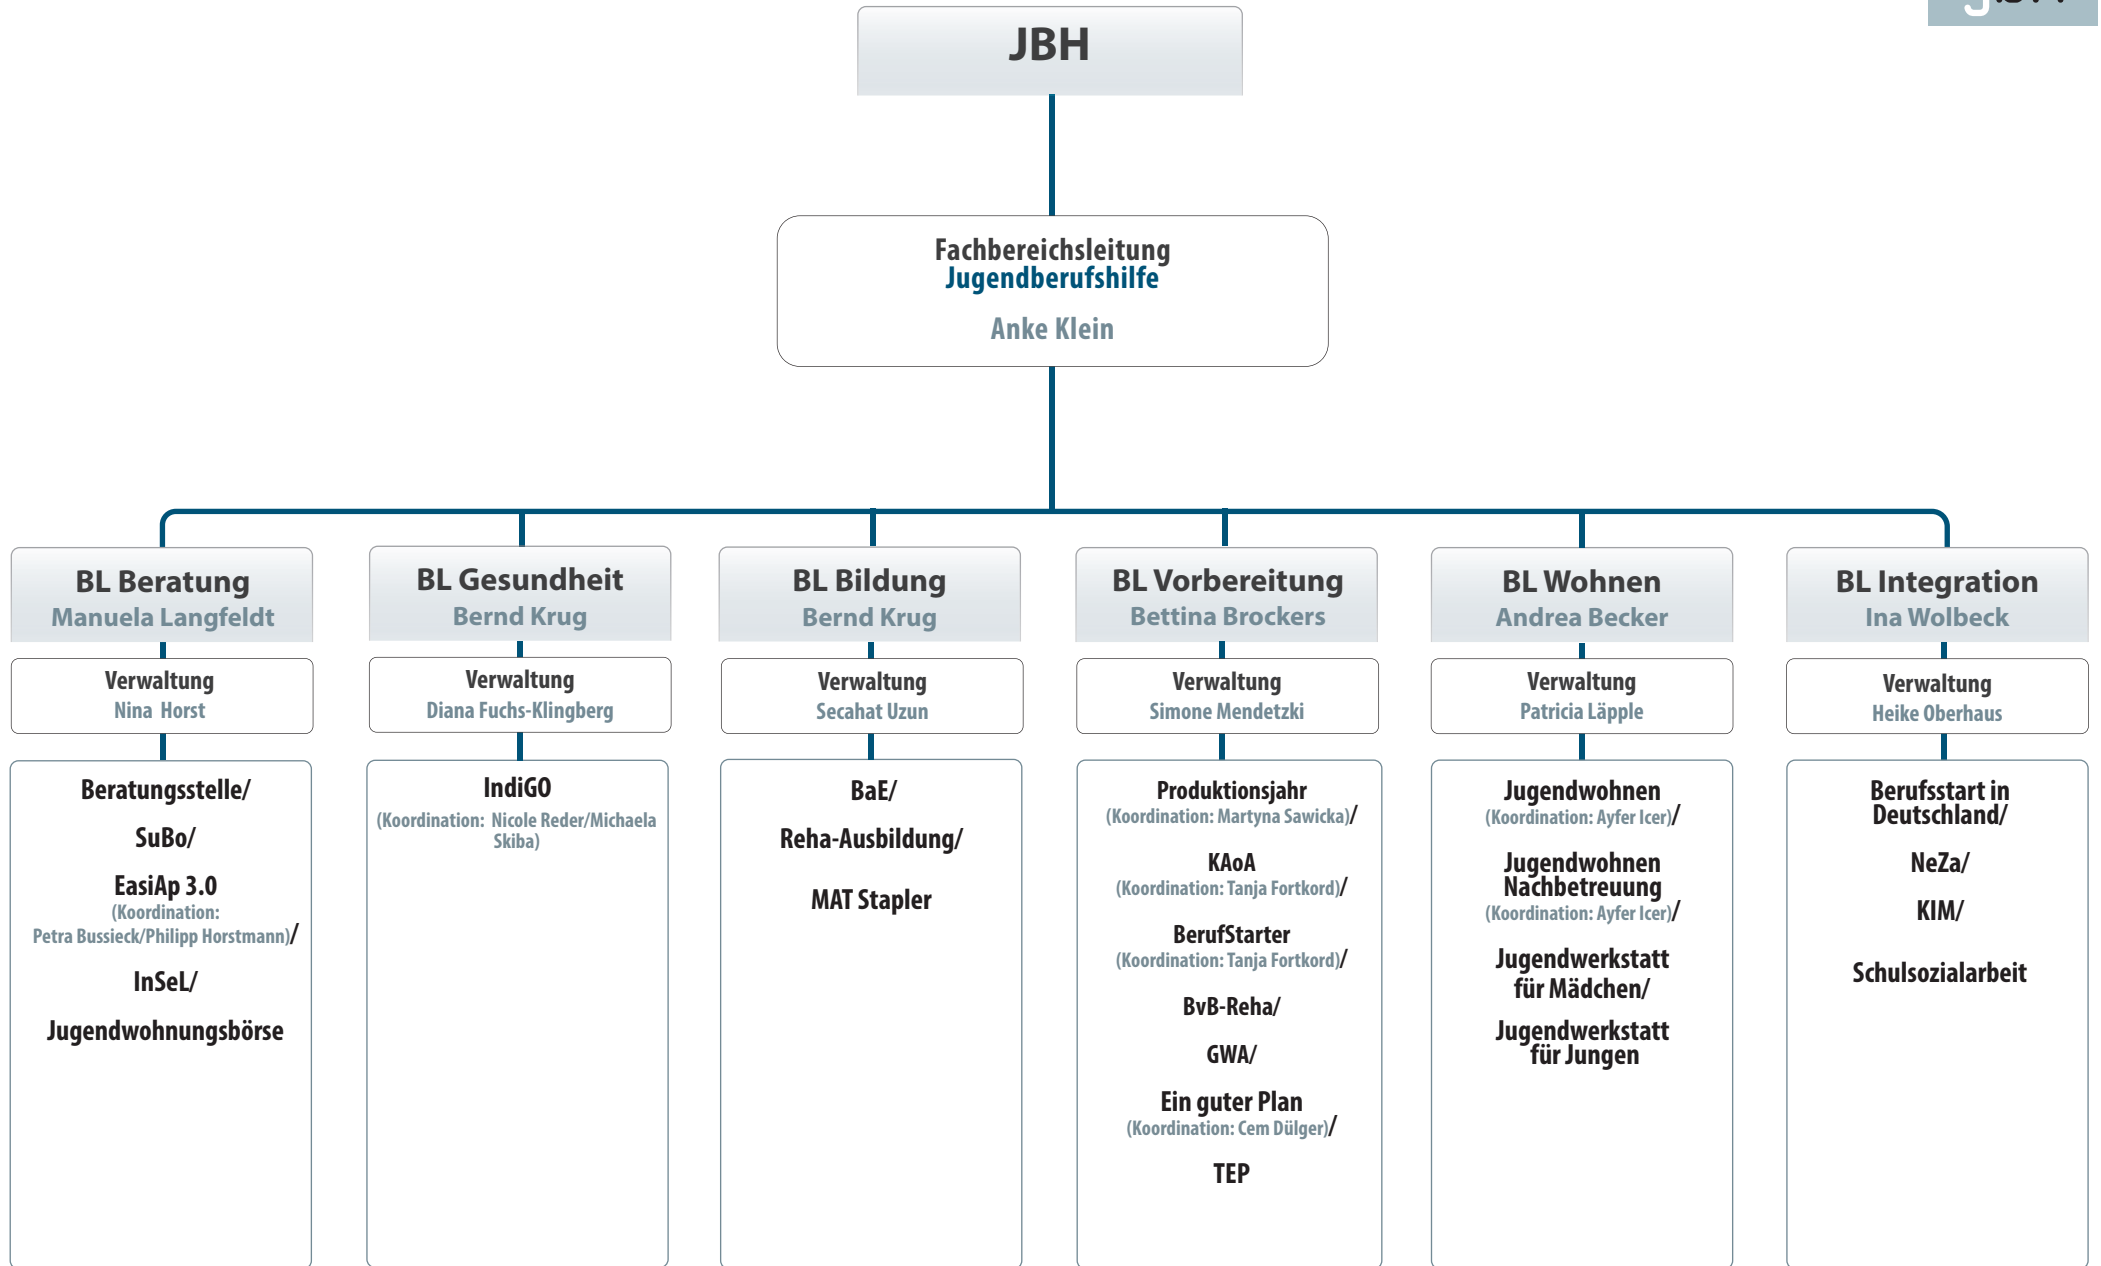 JBH
Fachbereichsleitung
Jugendberufshilfe
Anke Klein
BL Beratung
Manuela Langfeldt
Verwaltung
Nina Horst
Beratungsstelle/
SuBo/
EasiAp 3.0
(Koordination:
Petra Bussieck/Philipp Horstmann)/
InSeL/
Jugendwohnungsbörse
BL Gesundheit
Bernd Krug
Verwaltung
Diana Fuchs-Klingberg
IndiGO
(Koordination: Nicole Reder/Michaela
Skiba)
BL Bildung
Bernd Krug
Verwaltung
Secahat Uzun
BaE/
Reha-Ausbildung/
MAT Stapler
BL Vorbereitung
Bettina Brockers
Verwaltung
Simone Mendetzki
Produktionsjahr
(Koordination: Martyna Sawicka)/
KAoA
(Koordination: Tanja Fortkord)/
BerufStarter
(Koordination: Tanja Fortkord)/
BvB-Reha/
GWA/
Ein guter Plan
(Koordination: Cem Dülger)/
TEP
BL Wohnen
Andrea Becker
Verwaltung
Patricia Läpple
Jugendwohnen
(Koordination: Ayfer Icer)/
Jugendwohnen
Nachbetreuung
(Koordination: Ayfer Icer)/
Jugendwerkstatt
für Mädchen/
Jugendwerkstatt
für Jungen
BL Integration
Ina Wolbeck
Verwaltung
Heike Oberhaus
Berufsstart in
Deutschland/
NeZa/
KIM/
Schulsozialarbeit